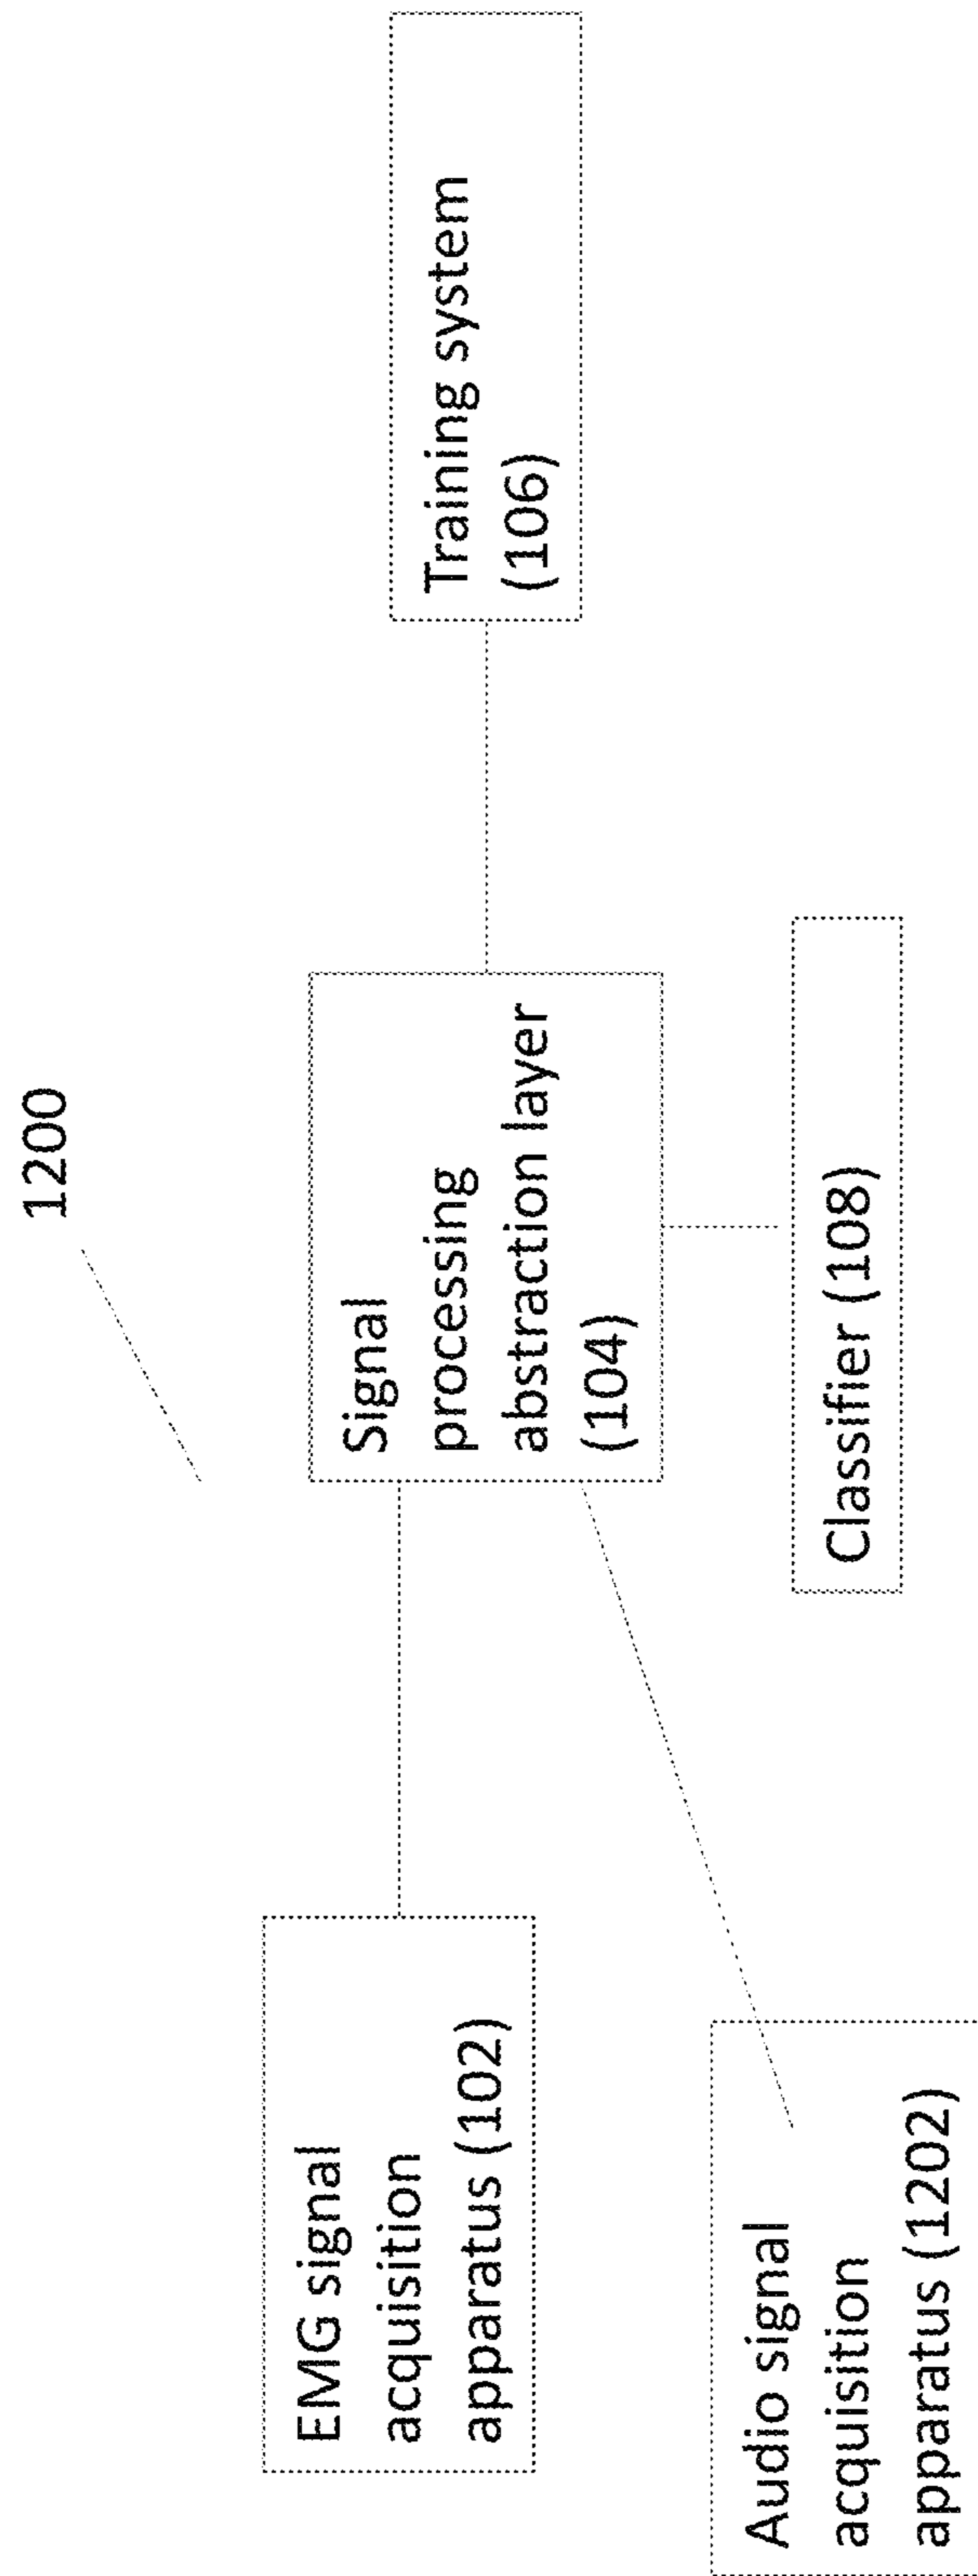 1200
EMG signal
acquisition
apparatus (102)
Signal
processing
abstraction layer
(104)
Training system
(106)
Audio signal
acquisition
apparatus (1202)
Classifier (108)